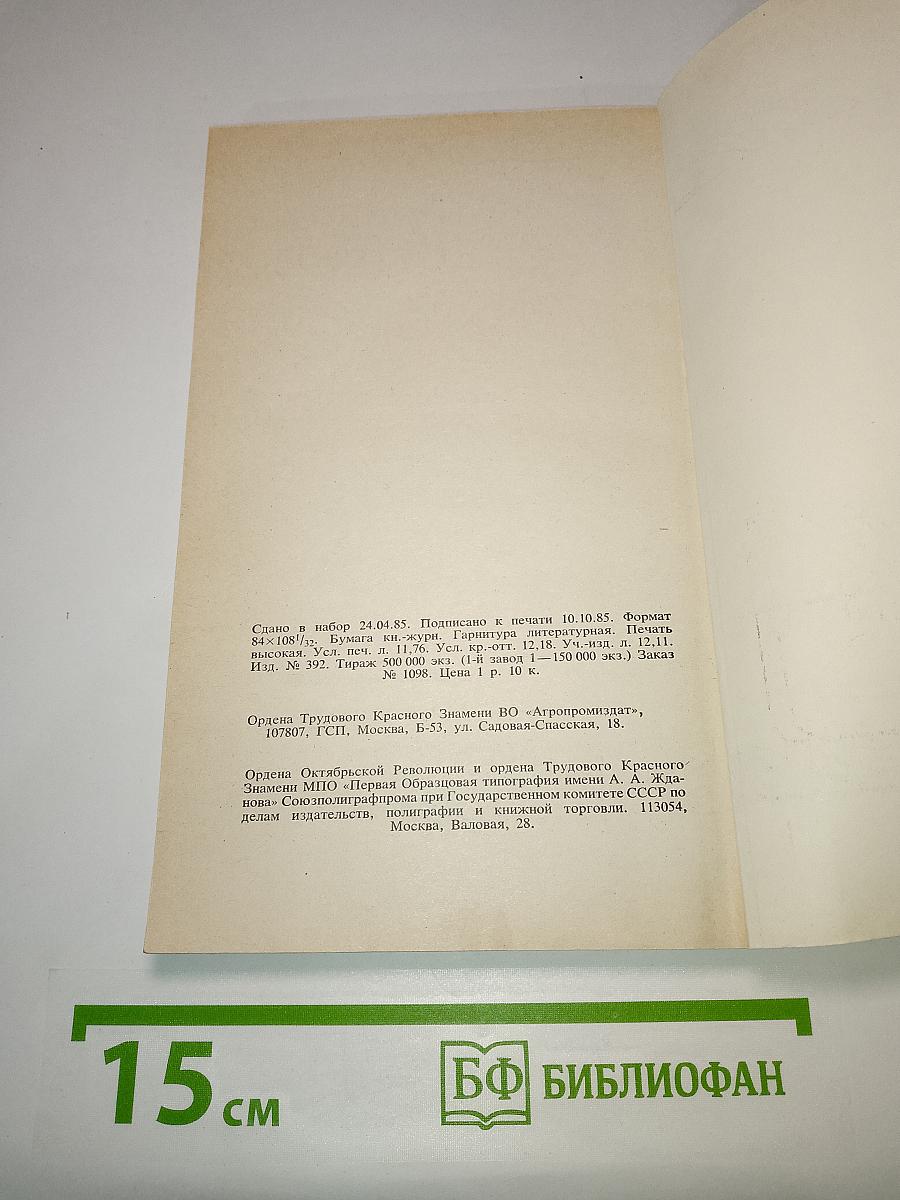 Сдано в набор 24.04.85. Подписано к печати 10.10.85. Формат
84×108¹/₃₂. Бумага кн.-журн. Гарнитура литературная. Печать
высокая. Усл. печ. л. 11,76. Усл. кр.-отт. 12,18. Уч.-изд. л. 12,11.
Изд. № 392. Тираж 500 000 экз. (1-й завод 1—150 000 экз.) Заказ
№ 1098. Цена 1 р. 10 к.
Ордена Трудового Красного Знамени ВО «Агропромиздат»,
107807, ГСП, Москва, Б-53, ул. Садовая-Спасская, 18.
Ордена Октябрьской Революции и ордена Трудового Красного
Знамени МПО «Первая Образцовая типография имени А. А. Жда-
нова» Союзполиграфпрома при Государственном комитете СССР по
делам издательств, полиграфии и книжной торговли. 113054,
Москва, Валовая, 28.
15 см
БФ БИБЛИОФАН